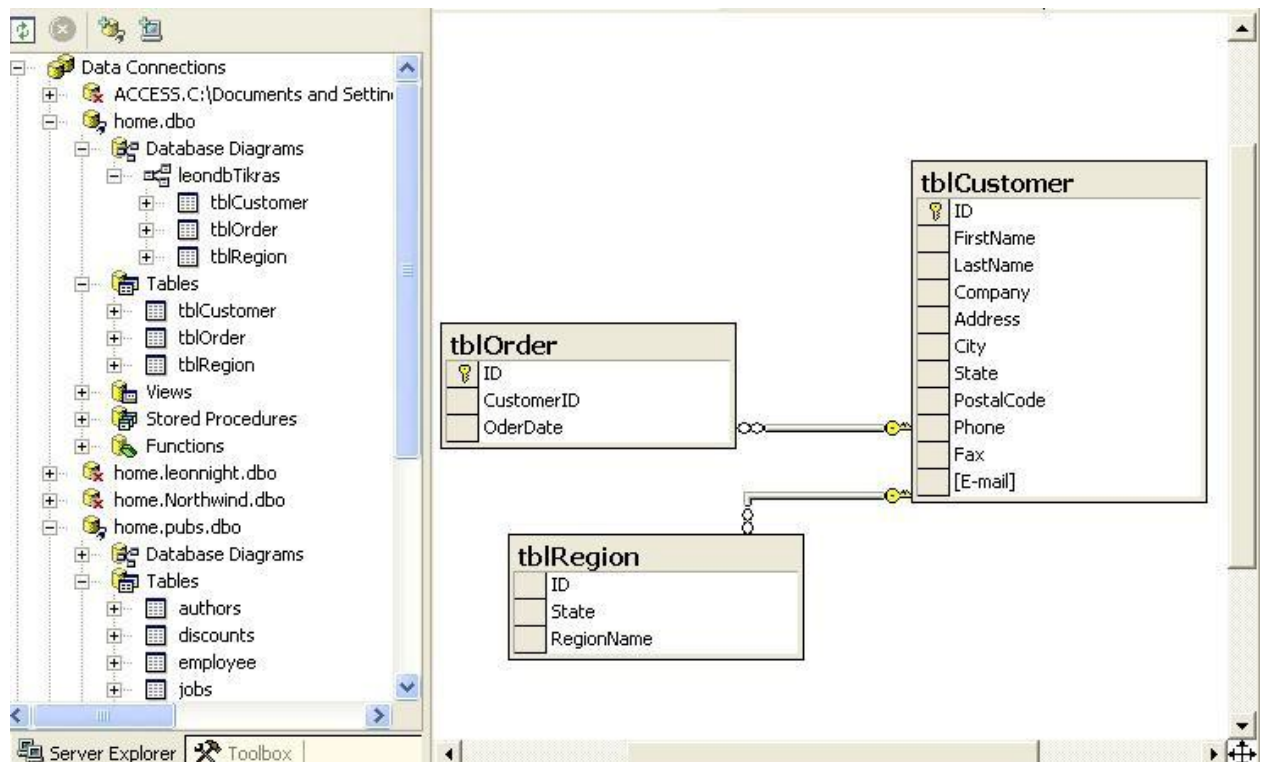 Data Connections
ACCESS.C:\Documents and Settin
home.dbo
Database Diagrams
leondbTikras
tblCustomer
tblOrder
tblRegion
Tables
tblCustomer
tblOrder
tblRegion
Views
Stored Procedures
Functions
home.leonnight.dbo
home.Northwind.dbo
home.pubs.dbo
Database Diagrams
Tables
authors
discounts
employee
jobs
Server Explorer
Toolbox
tblOrder
ID
CustomerID
OderDate
tblCustomer
ID
FirstName
LastName
Company
Address
City
State
PostalCode
Phone
Fax
[E-mail]
tblRegion
ID
State
RegionName